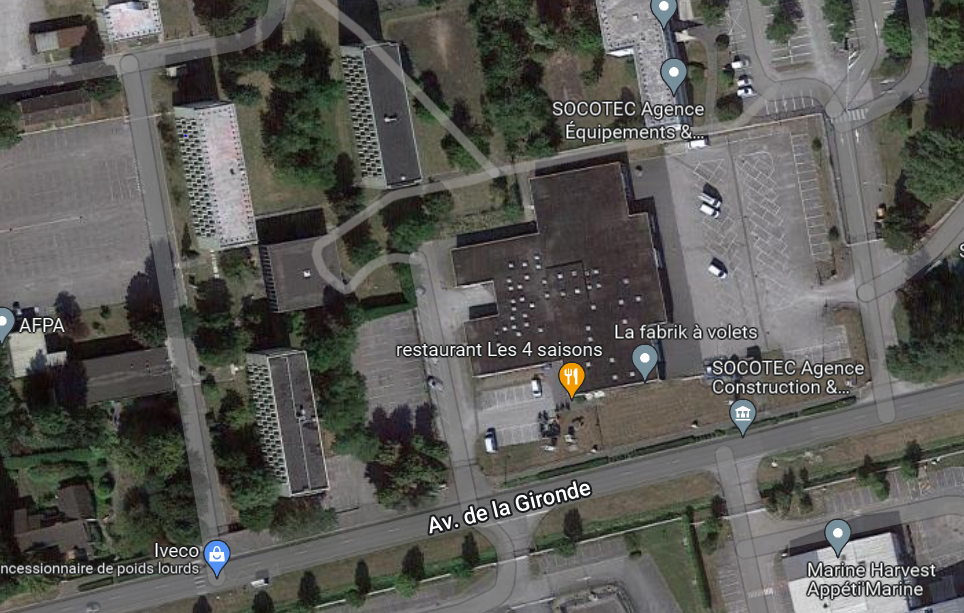 SOCOTEC Agence
Équipements &...
AFPA
La fabrik à volets
restaurant Les 4 saisons
SOCOTEC Agence
Construction &...
Av. de la Gironde
Iveco
ncessionnaire de poids lourds
Marine Harvest
Appéti'Marine
S